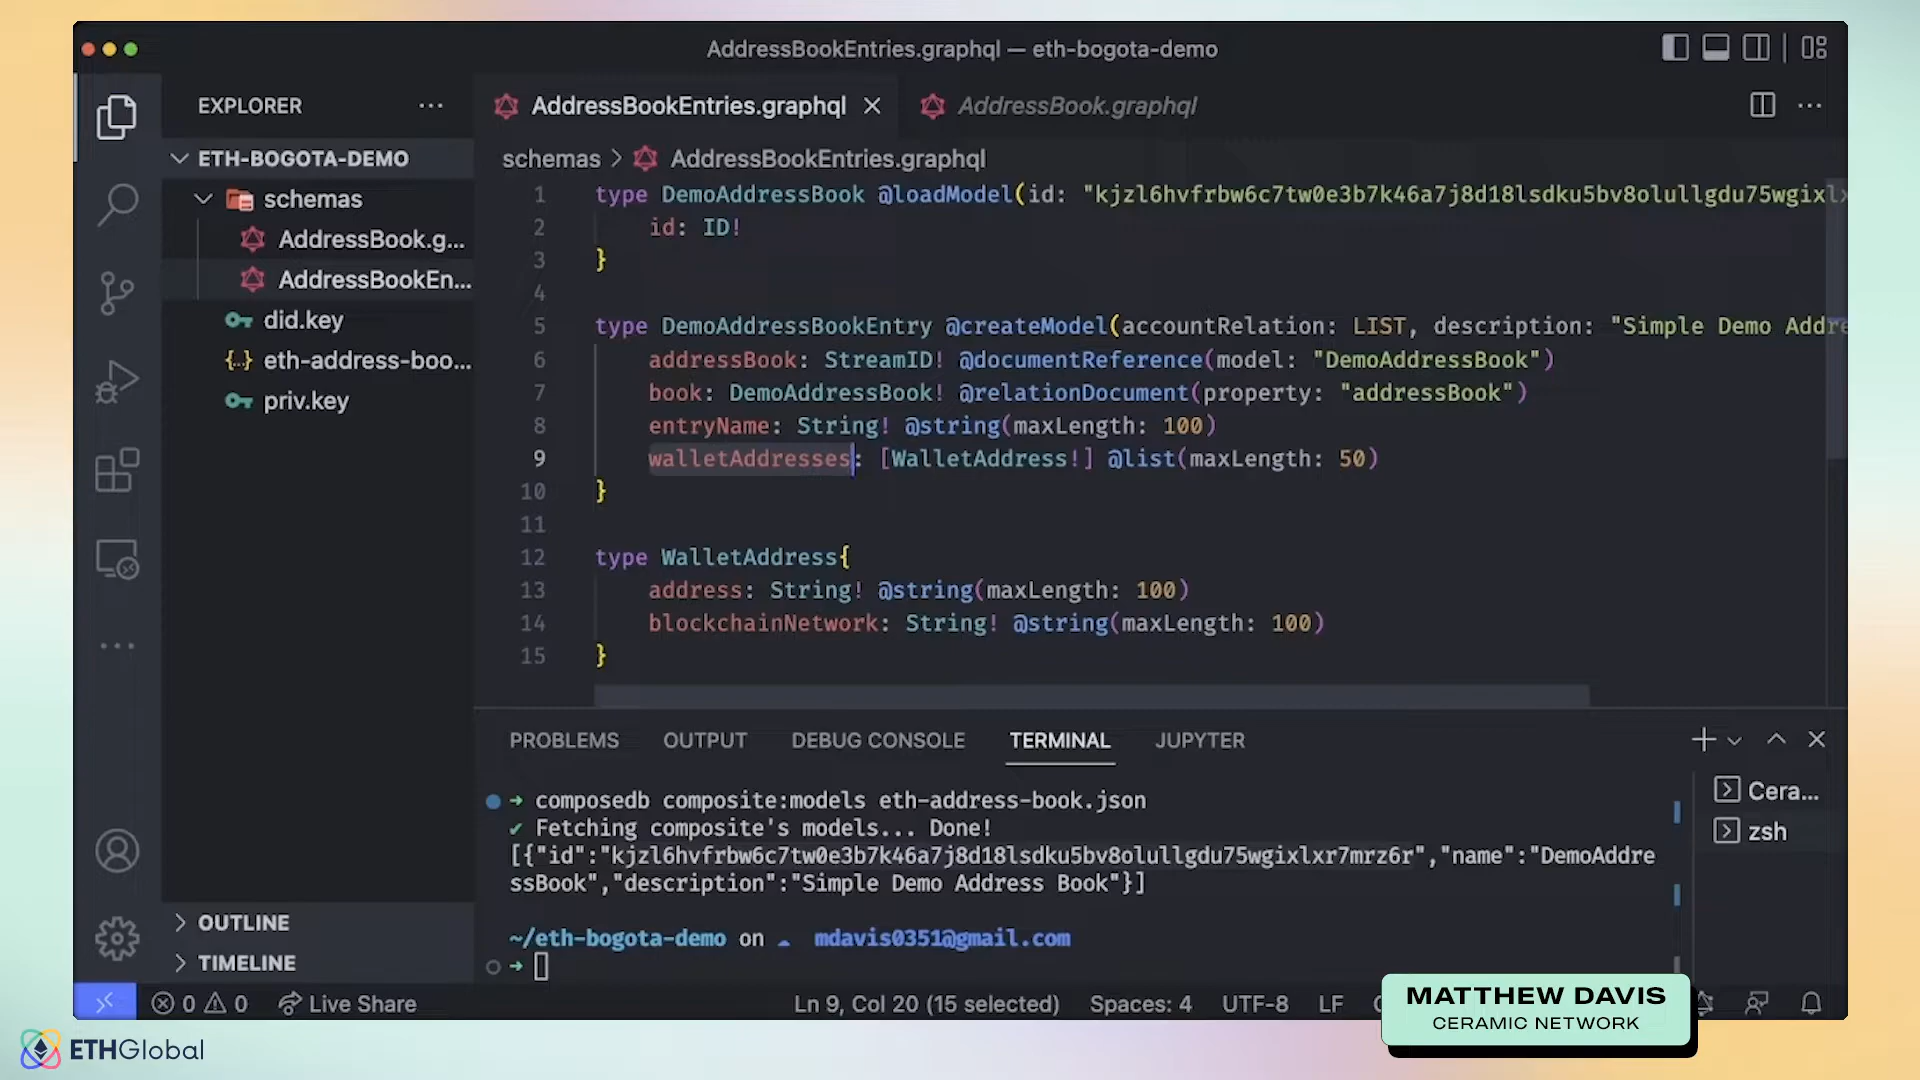 AddressBookEntries.graphql — eth-bogota-demo
EXPLORER
AddressBookEntries.graphql
AddressBook.graphql
ETH-BOGOTA-DEMO
schemas
AddressBook.g...
AddressBookEn...
did.key
eth-address-boo...
priv.key
OUTLINE
TIMELINE
schemas > AddressBookEntries.graphql
1 type DemoAddressBook @loadModel(id: "kjzl6hvfrbw6c7tw0e3b7k46a7j8d18lsdku5bv8olullgdu75wgixlx
2 id: ID!
3 }
4
5 type DemoAddressBookEntry @createModel(accountRelation: LIST, description: "Simple Demo Addre
6 addressBook: StreamID! @documentReference(model: "DemoAddressBook")
7 book: DemoAddressBook! @relationDocument(property: "addressBook")
8 entryName: String! @string(maxLength: 100)
9 walletAddresses: [WalletAddress!] @list(maxLength: 50)
10 }
11
12 type WalletAddress{
13 address: String! @string(maxLength: 100)
14 blockchainNetwork: String! @string(maxLength: 100)
15 }
PROBLEMS OUTPUT DEBUG CONSOLE TERMINAL JUPYTER
➜ composedb composite:models eth-address-book.json
✔ Fetching composite's models... Done!
[{"id":"kjzl6hvfrbw6c7tw0e3b7k46a7j8d18lsdku5bv8olullgdu75wgixlxr7mrz6r","name":"DemoAddre
ssBook","description":"Simple Demo Address Book"}]
~/eth-bogota-demo on mdavis0351@gmail.com
➜
Cera...
zsh
0 0 Live Share
Ln 9, Col 20 (15 selected) Spaces: 4 UTF-8 LF
MATTHEW DAVIS
CERAMIC NETWORK
ETHGlobal